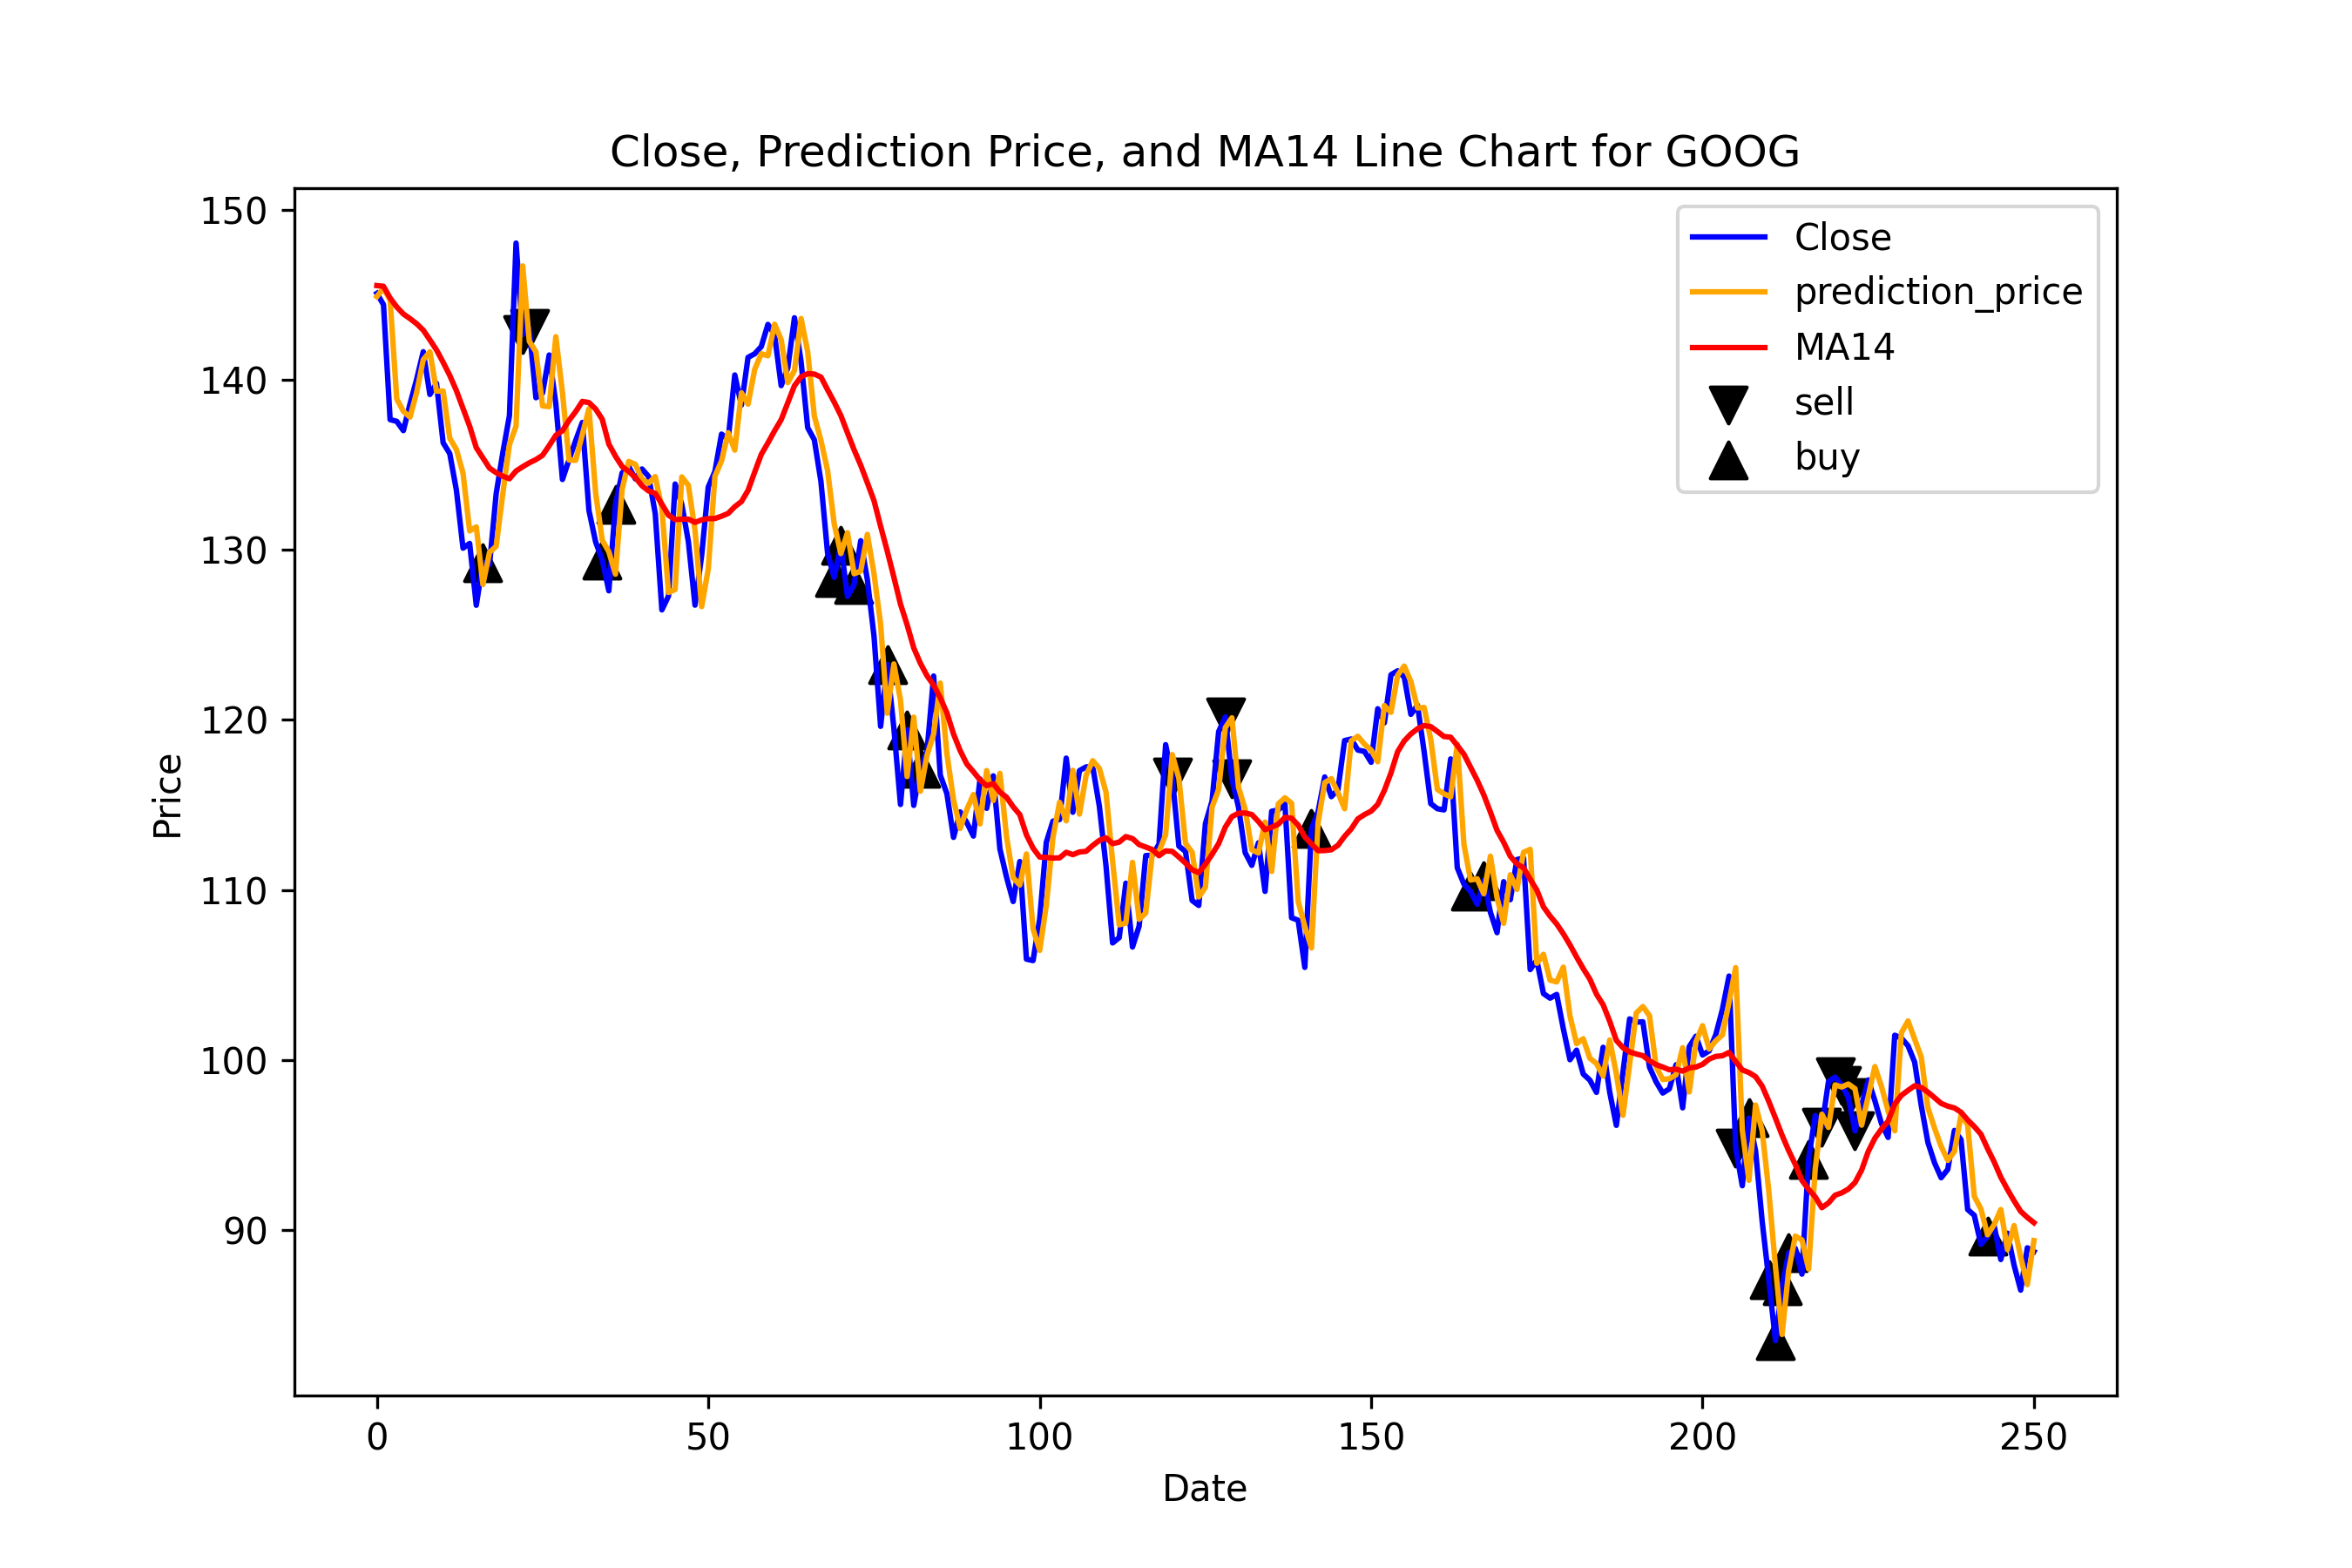 Close, Prediction Price, and MA14 Line Chart for GOOG
150
140
130
120
110
100
90
Price
Close
prediction_price
MA14
sell
buy
0
50
100
150
200
250
Date